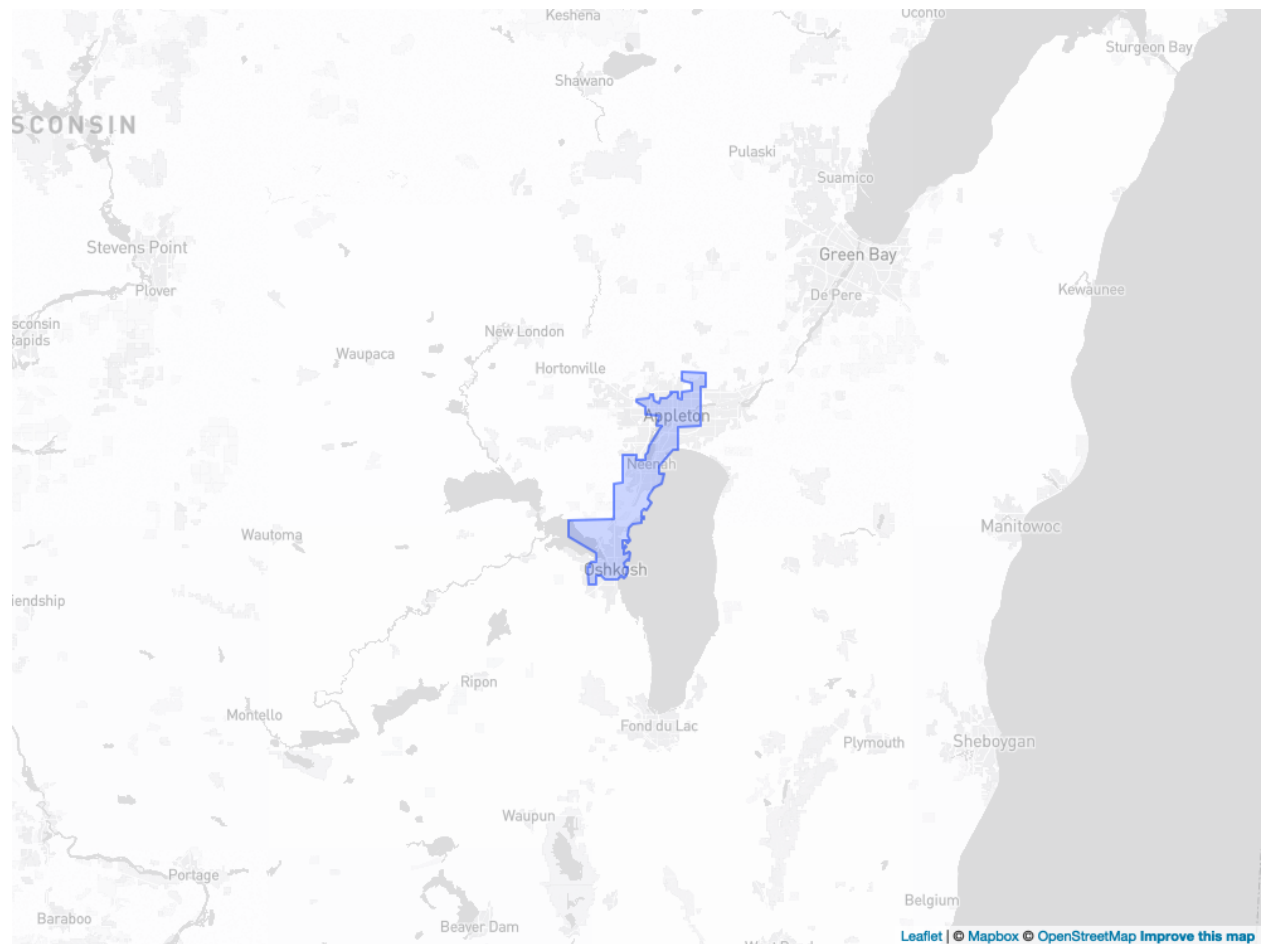 Keshena
Oconto
Sturgeon Bay
Shawano
SCONSIN
Pulaski
Suamico
Stevens Point
Green Bay
Plover
De Pere
Kewaunee
sconsin
Rapids
New London
Waupaca
Hortonville
Appleton
Neenah
Manitowoc
Wautoma
Oshkosh
iendship
Ripon
Montello
Fond du Lac
Plymouth
Sheboygan
Waupun
Portage
Belgium
Baraboo
Beaver Dam
Leaflet | © Mapbox © OpenStreetMap Improve this map